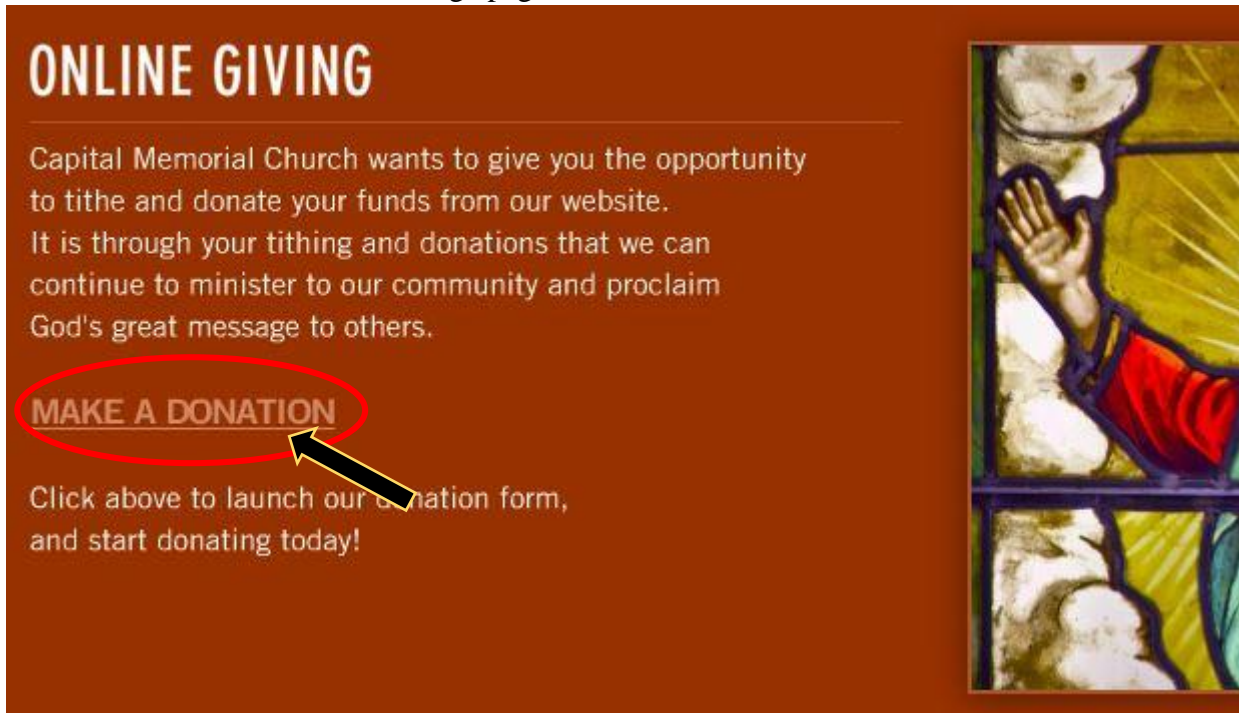 ONLINE GIVING
Capital Memorial Church wants to give you the opportunity
to tithe and donate your funds from our website.
It is through your tithing and donations that we can
continue to minister to our community and proclaim
God's great message to others.
MAKE A DONATION
Click above to launch our donation form,
and start donating today!